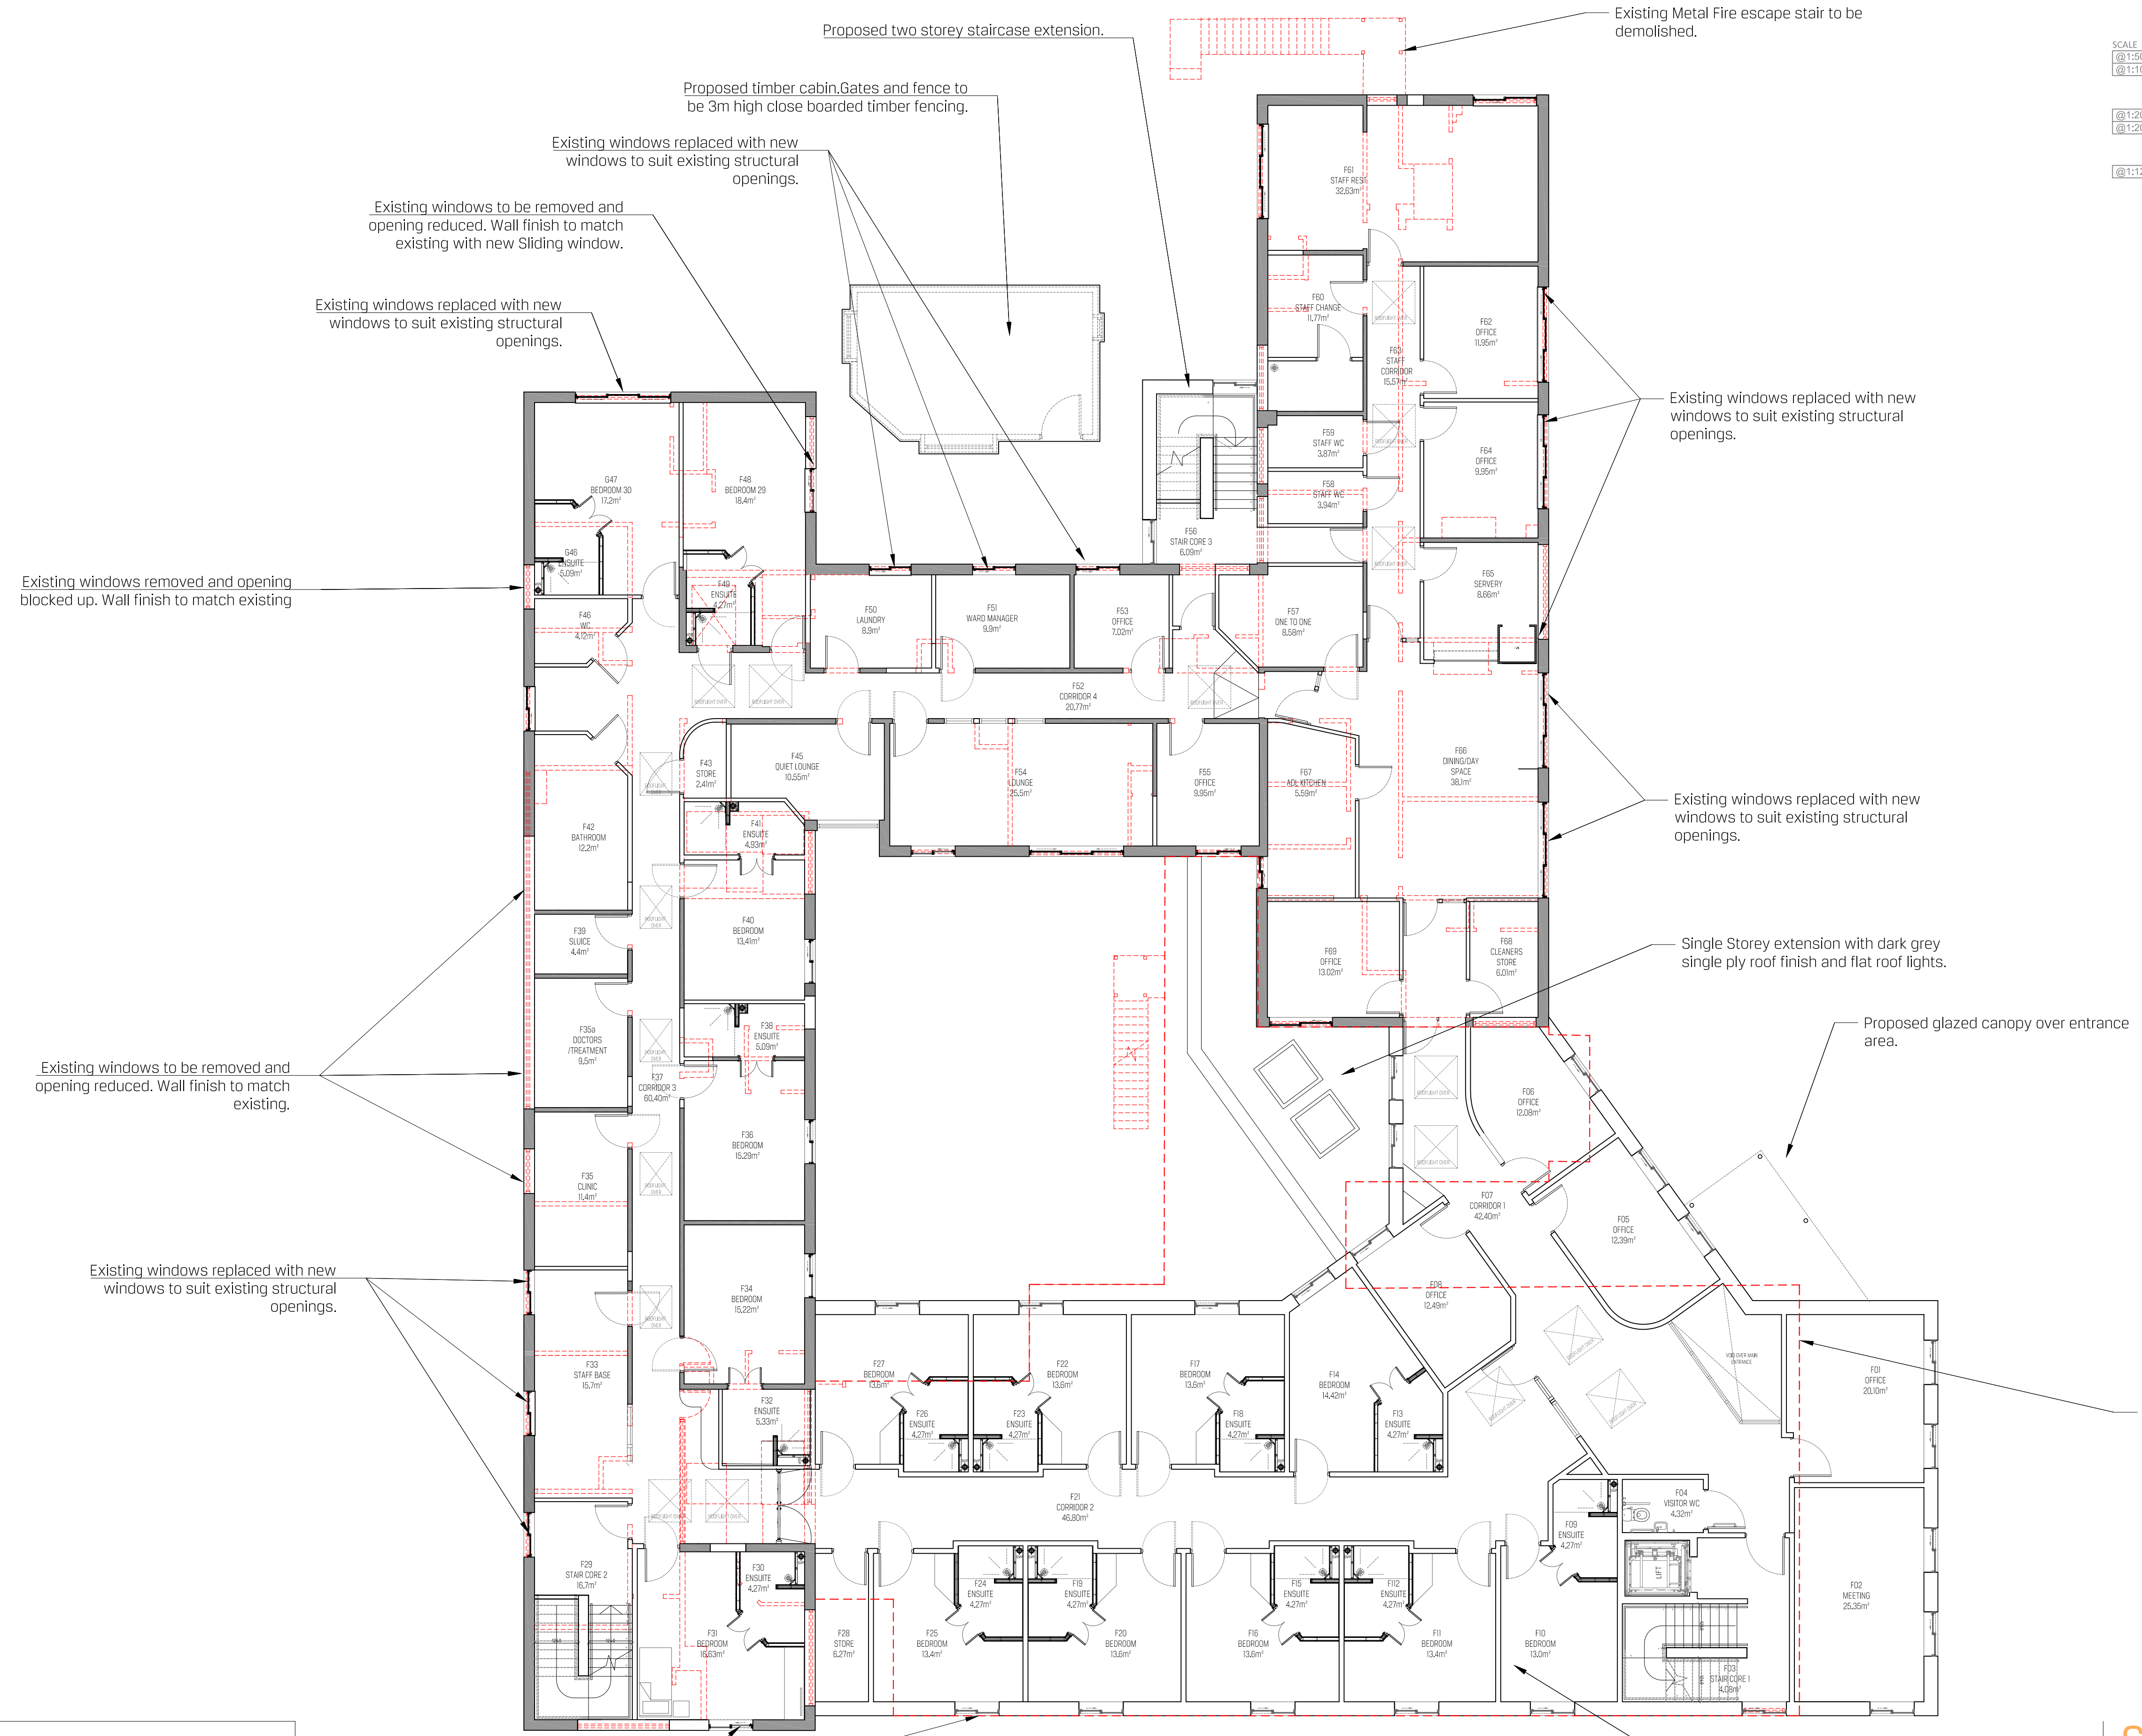 Existing Metal Fire escape stair to be
demolished.
Proposed two storey staircase extension.
SCALE
Proposed timber cabin.Gates and fence to
be 3m high close boarded timber fencing.
Existing windows replaced with new
windows to suit existing structural
openings.
Existing windows to be removed and
opening reduced. Wall finish to match
existing with new Sliding window.
Existing windows replaced with new
windows to suit existing structural
openings.
Existing windows replaced with new
windows to suit existing structural
openings.
Existing windows removed and opening
blocked up. Wall finish to match existing
Existing windows replaced with new
windows to suit existing structural
openings.
Single Storey extension with dark grey
single ply roof finish and flat roof lights.
Proposed glazed canopy over entrance
area.
Existing windows to be removed and
opening reduced. Wall finish to match
existing.
Existing windows replaced with new
windows to suit existing structural
openings.
F61
STAFF REST
32.63m²
F60
STAFF CHANGE
11.77m²
F62
OFFICE
11.95m²
F63
STAFF
CORRIDOR
15.57m²
F59
STAFF WC
3.87m²
F64
OFFICE
9.95m²
F58
STAFF WC
3.94m²
F56
STAIR CORE 3
6.09m²
F65
SERVERY
8.66m²
G47
BEDROOM 30
17.2m²
F48
BEDROOM 29
18.4m²
G46
ENSUITE
5.09m²
F49
ENSUITE
4.27m²
F46
WC
4.12m²
F50
LAUNDRY
8.9m²
F51
WARD MANAGER
9.9m²
F53
OFFICE
7.02m²
F57
ONE TO ONE
8.58m²
F52
CORRIDOR 4
20.77m²
ROOFLIGHT OVER
F43
STORE
2.41m²
F45
QUIET LOUNGE
10.55m²
F54
LOUNGE
25.5m²
F55
OFFICE
9.95m²
F67
ADL KITCHEN
5.59m²
F66
DINING/DAY
SPACE
38.1m²
F42
BATHROOM
12.2m²
F41
ENSUITE
4.93m²
F40
BEDROOM
13.41m²
F39
SLUICE
4.4m²
F69
OFFICE
13.02m²
F68
CLEANERS
STORE
6.01m²
F35a
DOCTORS
/TREATMENT
9.5m²
F38
ENSUITE
5.09m²
F37
CORRIDOR 3
60.40m²
F36
BEDROOM
15.29m²
F35
CLINIC
11.4m²
F34
BEDROOM
15.22m²
F33
STAFF BASE
15.7m²
F32
ENSUITE
5.33m²
F06
OFFICE
12.08m²
F07
CORRIDOR 1
42.40m²
F05
OFFICE
12.39m²
F08
OFFICE
12.49m²
VOID OVER MAIN
ENTRANCE
F01
OFFICE
20.10m²
F27
BEDROOM
13.6m²
F22
BEDROOM
13.6m²
F17
BEDROOM
13.6m²
F14
BEDROOM
14.42m²
F26
ENSUITE
4.27m²
F23
ENSUITE
4.27m²
F18
ENSUITE
4.27m²
F13
ENSUITE
4.27m²
F21
CORRIDOR 2
46.80m²
F04
VISITOR WC
4.32m²
F09
ENSUITE
4.27m²
LIFT
F02
MEETING
25.35m²
F29
STAIR CORE 2
16.7m²
F30
ENSUITE
4.27m²
F31
BEDROOM
16.63m²
F28
STORE
6.27m²
F24
ENSUITE
4.27m²
F25
BEDROOM
13.4m²
F19
ENSUITE
4.27m²
F20
BEDROOM
13.6m²
F15
ENSUITE
4.27m²
F16
BEDROOM
13.6m²
F112
ENSUITE
4.27m²
F11
BEDROOM
13.4m²
F10
BEDROOM
13.0m²
F03
STAIR CORE 1
4.08m²